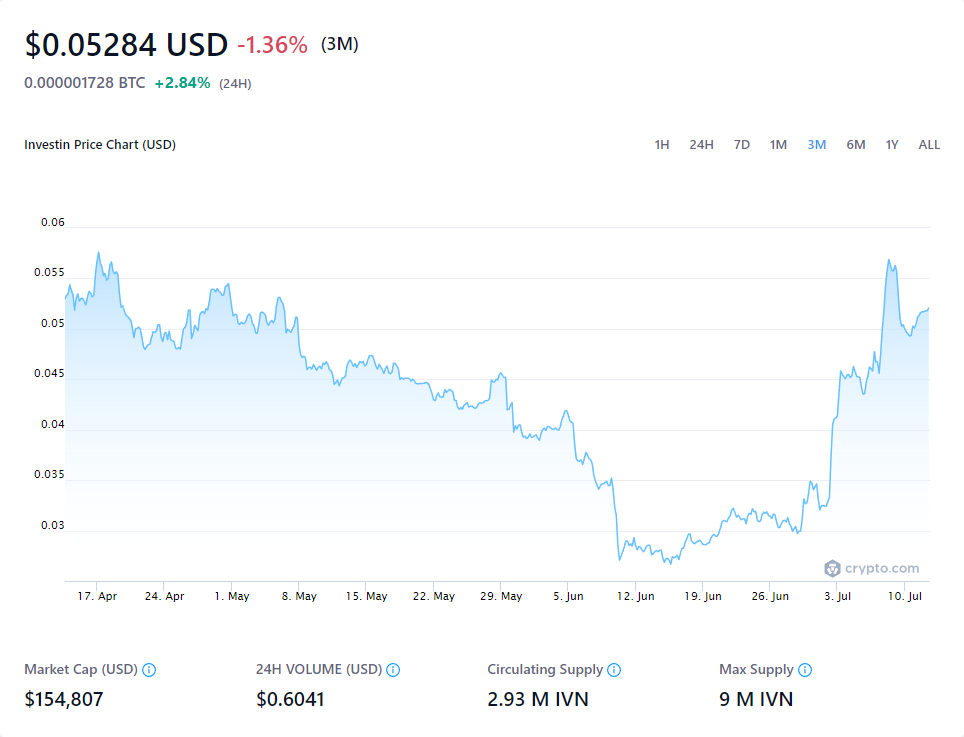 $0.05284 USD -1.36% (3M)
0.000001728 BTC +2.84% (24H)
Investin Price Chart (USD) 1H 24H 7D 1M 3M 6M 1Y ALL
0.06
0.055
0.05
0.045
0.04
0.035
0.03
crypto.com
17. Apr 24. Apr 1. May 8. May 15. May 22. May 29. May 5. Jun 12. Jun 19. Jun 26. Jun 3. Jul 10. Jul
Market Cap (USD) 24H VOLUME (USD) Circulating Supply Max Supply
$154,807 $0.6041 2.93 M IVN 9 M IVN